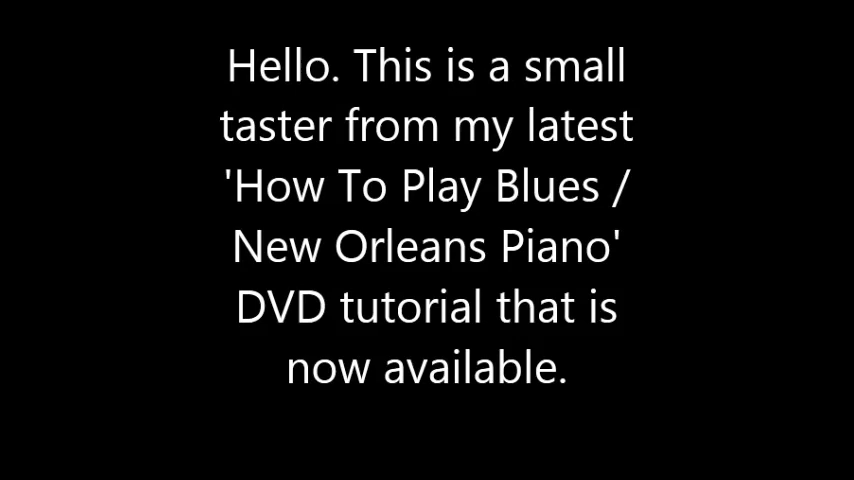 Hello. This is a small
taster from my latest
'How To Play Blues /
New Orleans Piano'
DVD tutorial that is
now available.